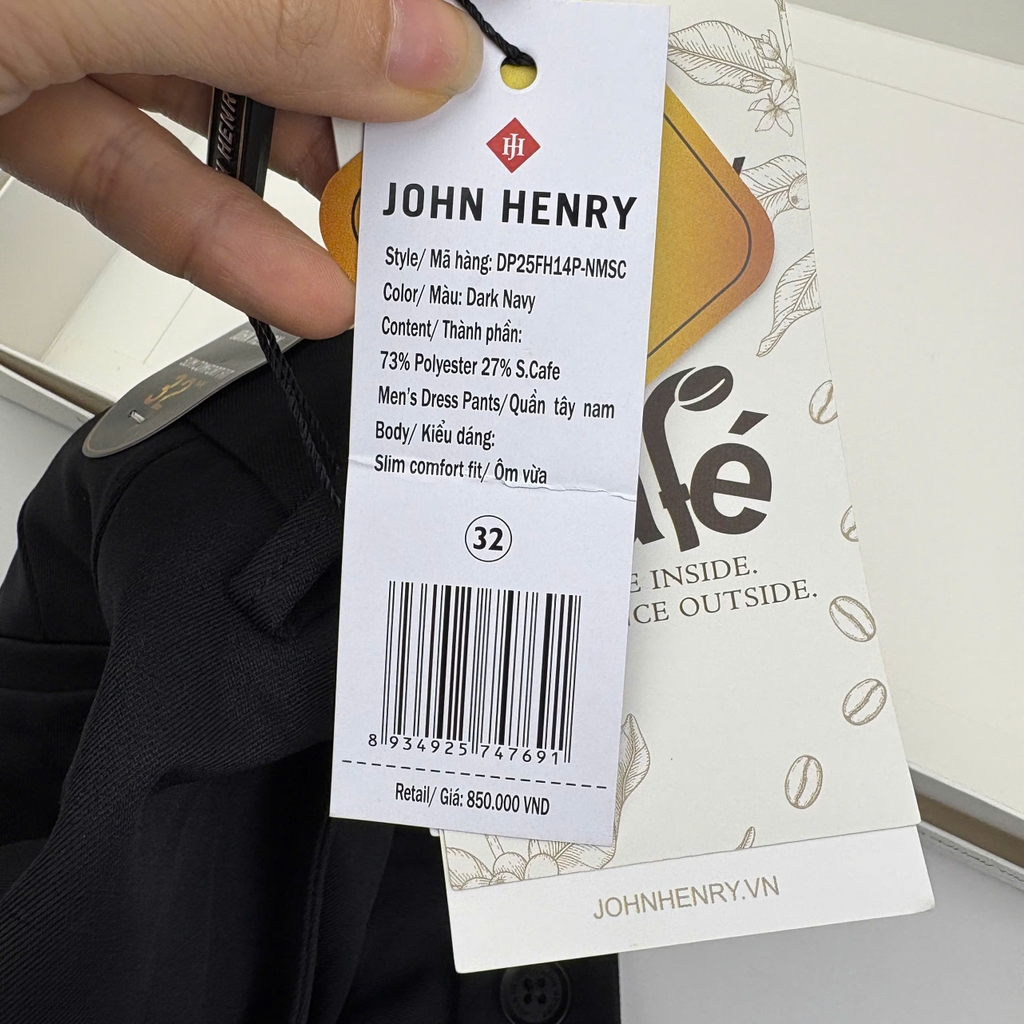 JH
JOHN HENRY
Style/ Mã hàng: DP25FH14P-NMSC
Color/ Màu: Dark Navy
Content/ Thành phần:
73% Polyester 27% S.Cafe
Men's Dress Pants/Quần tây nam
Body/ Kiểu dáng:
Slim comfort fit/ Ôm vừa
32
8 934925 747691
Retail/ Giá: 850.000 VND
HENRY
32"
afé
E INSIDE.
CE OUTSIDE.
JOHNHENRY.VN